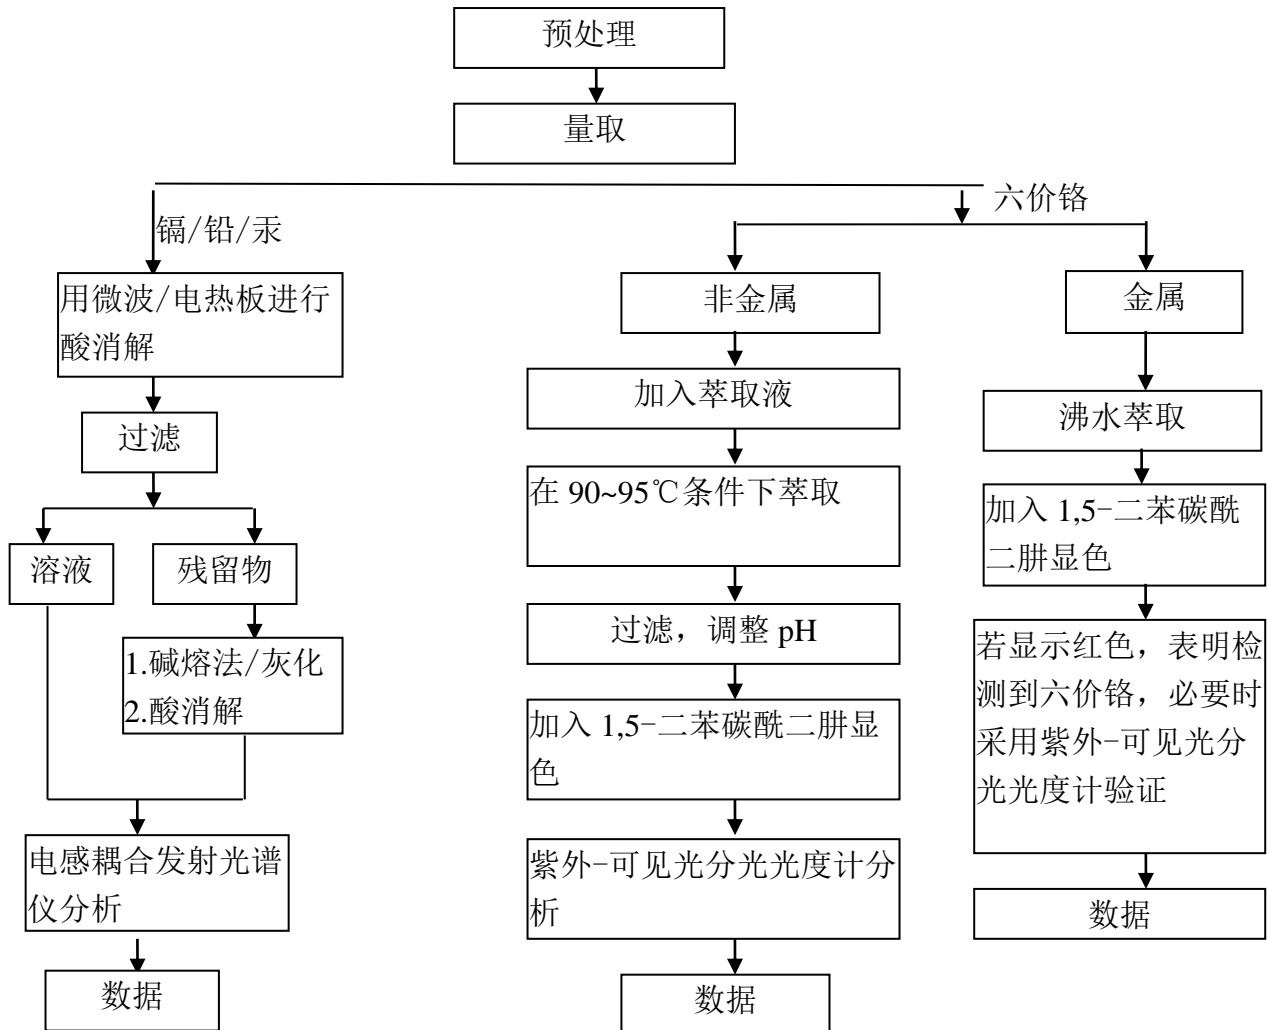 预处理
量取
六价铬
镉/铅/汞
用微波/电热板进行
酸消解
过滤
溶液
残留物
1.碱熔法/灰化
2.酸消解
电感耦合发射光谱
仪分析
数据
非金属
加入萃取液
在 90~95℃条件下萃取
过滤，调整 pH
加入 1,5-二苯碳酰二肼显
色
紫外-可见光分光光度计分
析
数据
金属
沸水萃取
加入 1,5-二苯碳酰
二肼显色
若显示红色，表明检
测到六价铬，必要时
采用紫外-可见光分
光光度计验证
数据